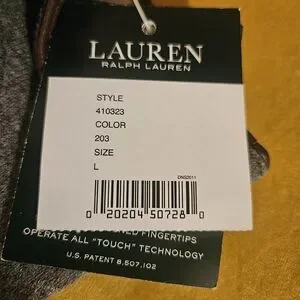 LAUREN
RALPH LAUREN
STYLE
410323
COLOR
203
SIZE
L
DNS2011
0 20204 50728 0
FINGERTIPS
OPERATE ALL "TOUCH" TECHNOLOGY
U.S. PATENT 8,507,102